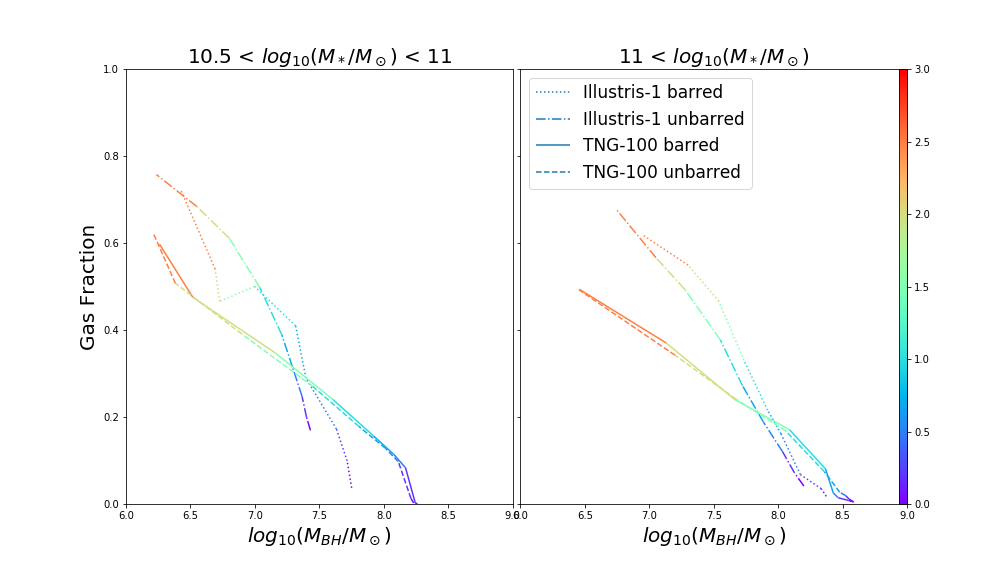 10.5 < log10(M*/M⊙) < 11
11 < log10(M*/M⊙)
1.0
0.8
0.6
0.4
0.2
0.0
Gas Fraction
6.0 6.5 7.0 7.5 8.0 8.5 9.0
log10(MBH/M⊙)
Illustris-1 barred
Illustris-1 unbarred
TNG-100 barred
TNG-100 unbarred
6.0 6.5 7.0 7.5 8.0 8.5 9.0
log10(MBH/M⊙)
3.0
2.5
2.0
1.5
1.0
0.5
0.0